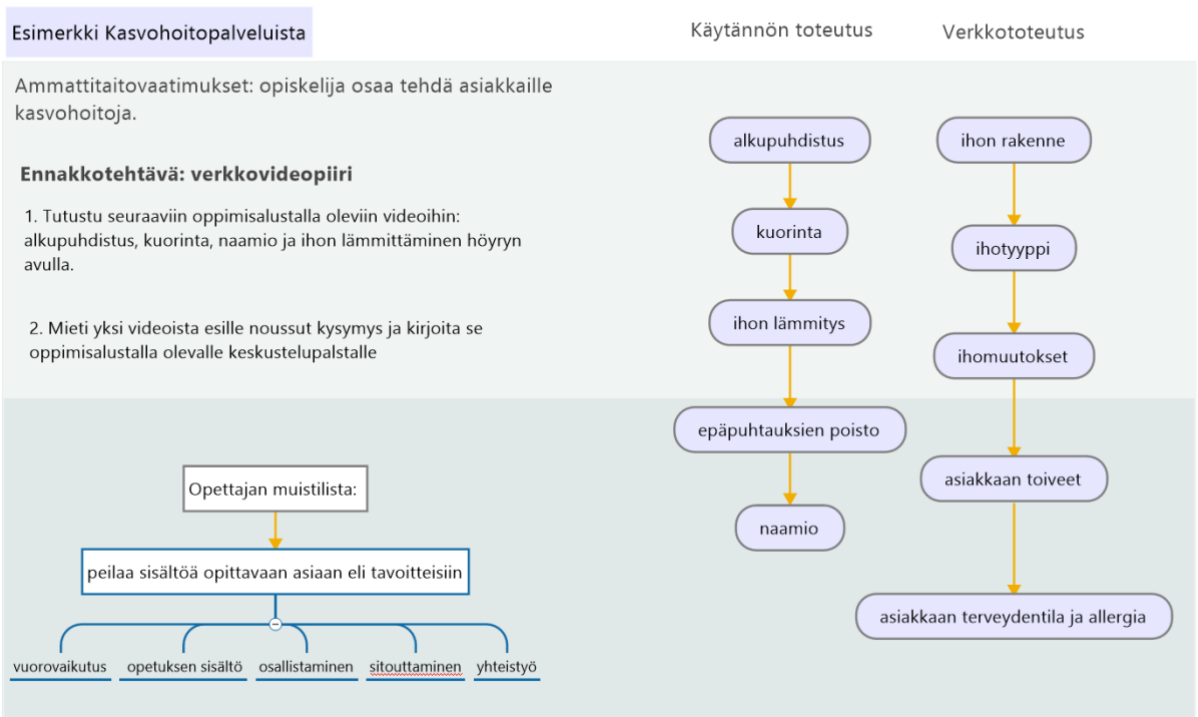 Esimerkki Kasvohoitopalveluista
Käytännön toteutus
Verkkototeutus
Ammattitaitovaatimukset: opiskelija osaa tehdä asiakkaille
kasvohoitoja.
Ennakkotehtävä: verkkovideopiiri
1. Tutustu seuraaviin oppimisalustalla oleviin videoihin:
alkupuhdistus, kuorinta, naamio ja ihon lämmittäminen höyryn
avulla.
2. Mieti yksi videoista esille noussut kysymys ja kirjoita se
oppimisalustalla olevalle keskustelupalstalle
alkupuhdistus
kuorinta
ihon lämmitys
epäpuhtauksien poisto
naamio
ihon rakenne
ihotyyppi
ihomuutokset
asiakkaan toiveet
asiakkaan terveydentila ja allergia
Opettajan muistilista:
peilaa sisältöä opittavaan asiaan eli tavoitteisiin
vuorovaikutus
opetuksen sisältö
osallistaminen
sitouttaminen
yhteistyö